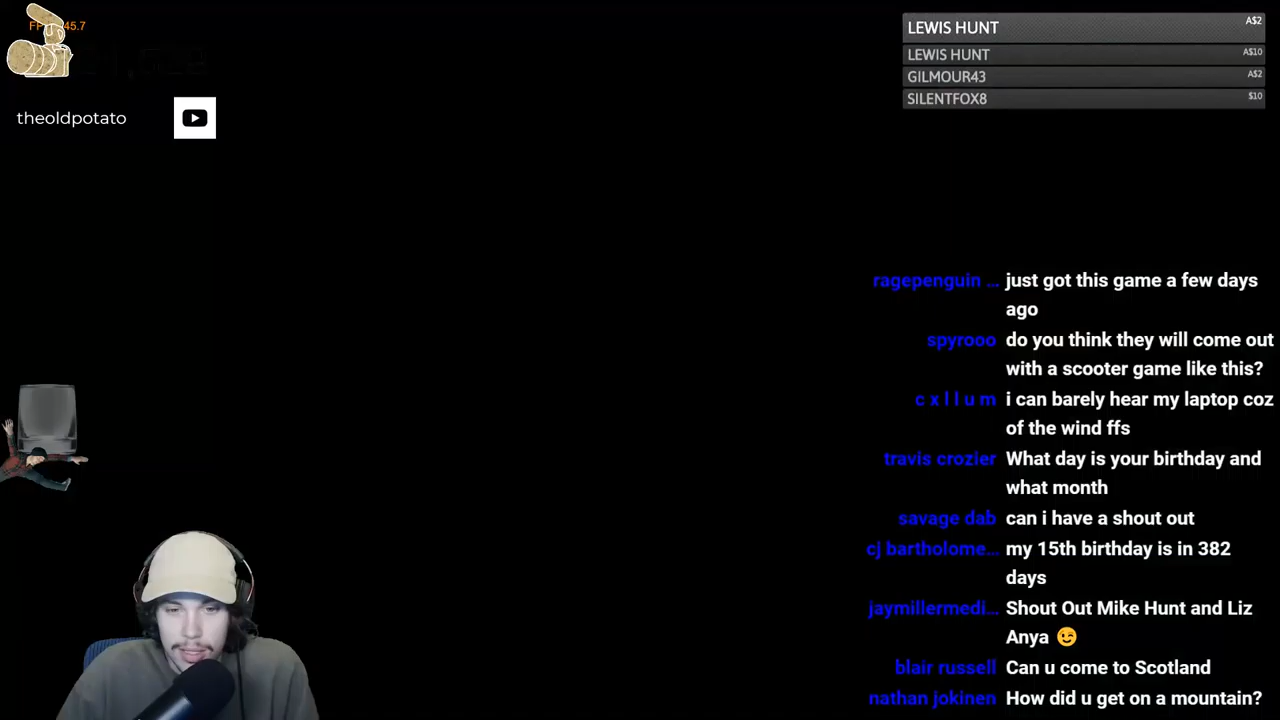 LEWIS HUNT A$2
LEWIS HUNT A$10
GILMOUR43 A$2
SILENTFOX8 $10
theoldpotato
ragepenguin … just got this game a few days
ago
spyrooo do you think they will come out
with a scooter game like this?
c x l l u m i can barely hear my laptop coz
of the wind ffs
travis crozier What day is your birthday and
what month
savage dab can i have a shout out
cj bartholome… my 15th birthday is in 382
days
jaymillermedi… Shout Out Mike Hunt and Liz
Anya 😉
blair russell Can u come to Scotland
nathan jokinen How did u get on a mountain?